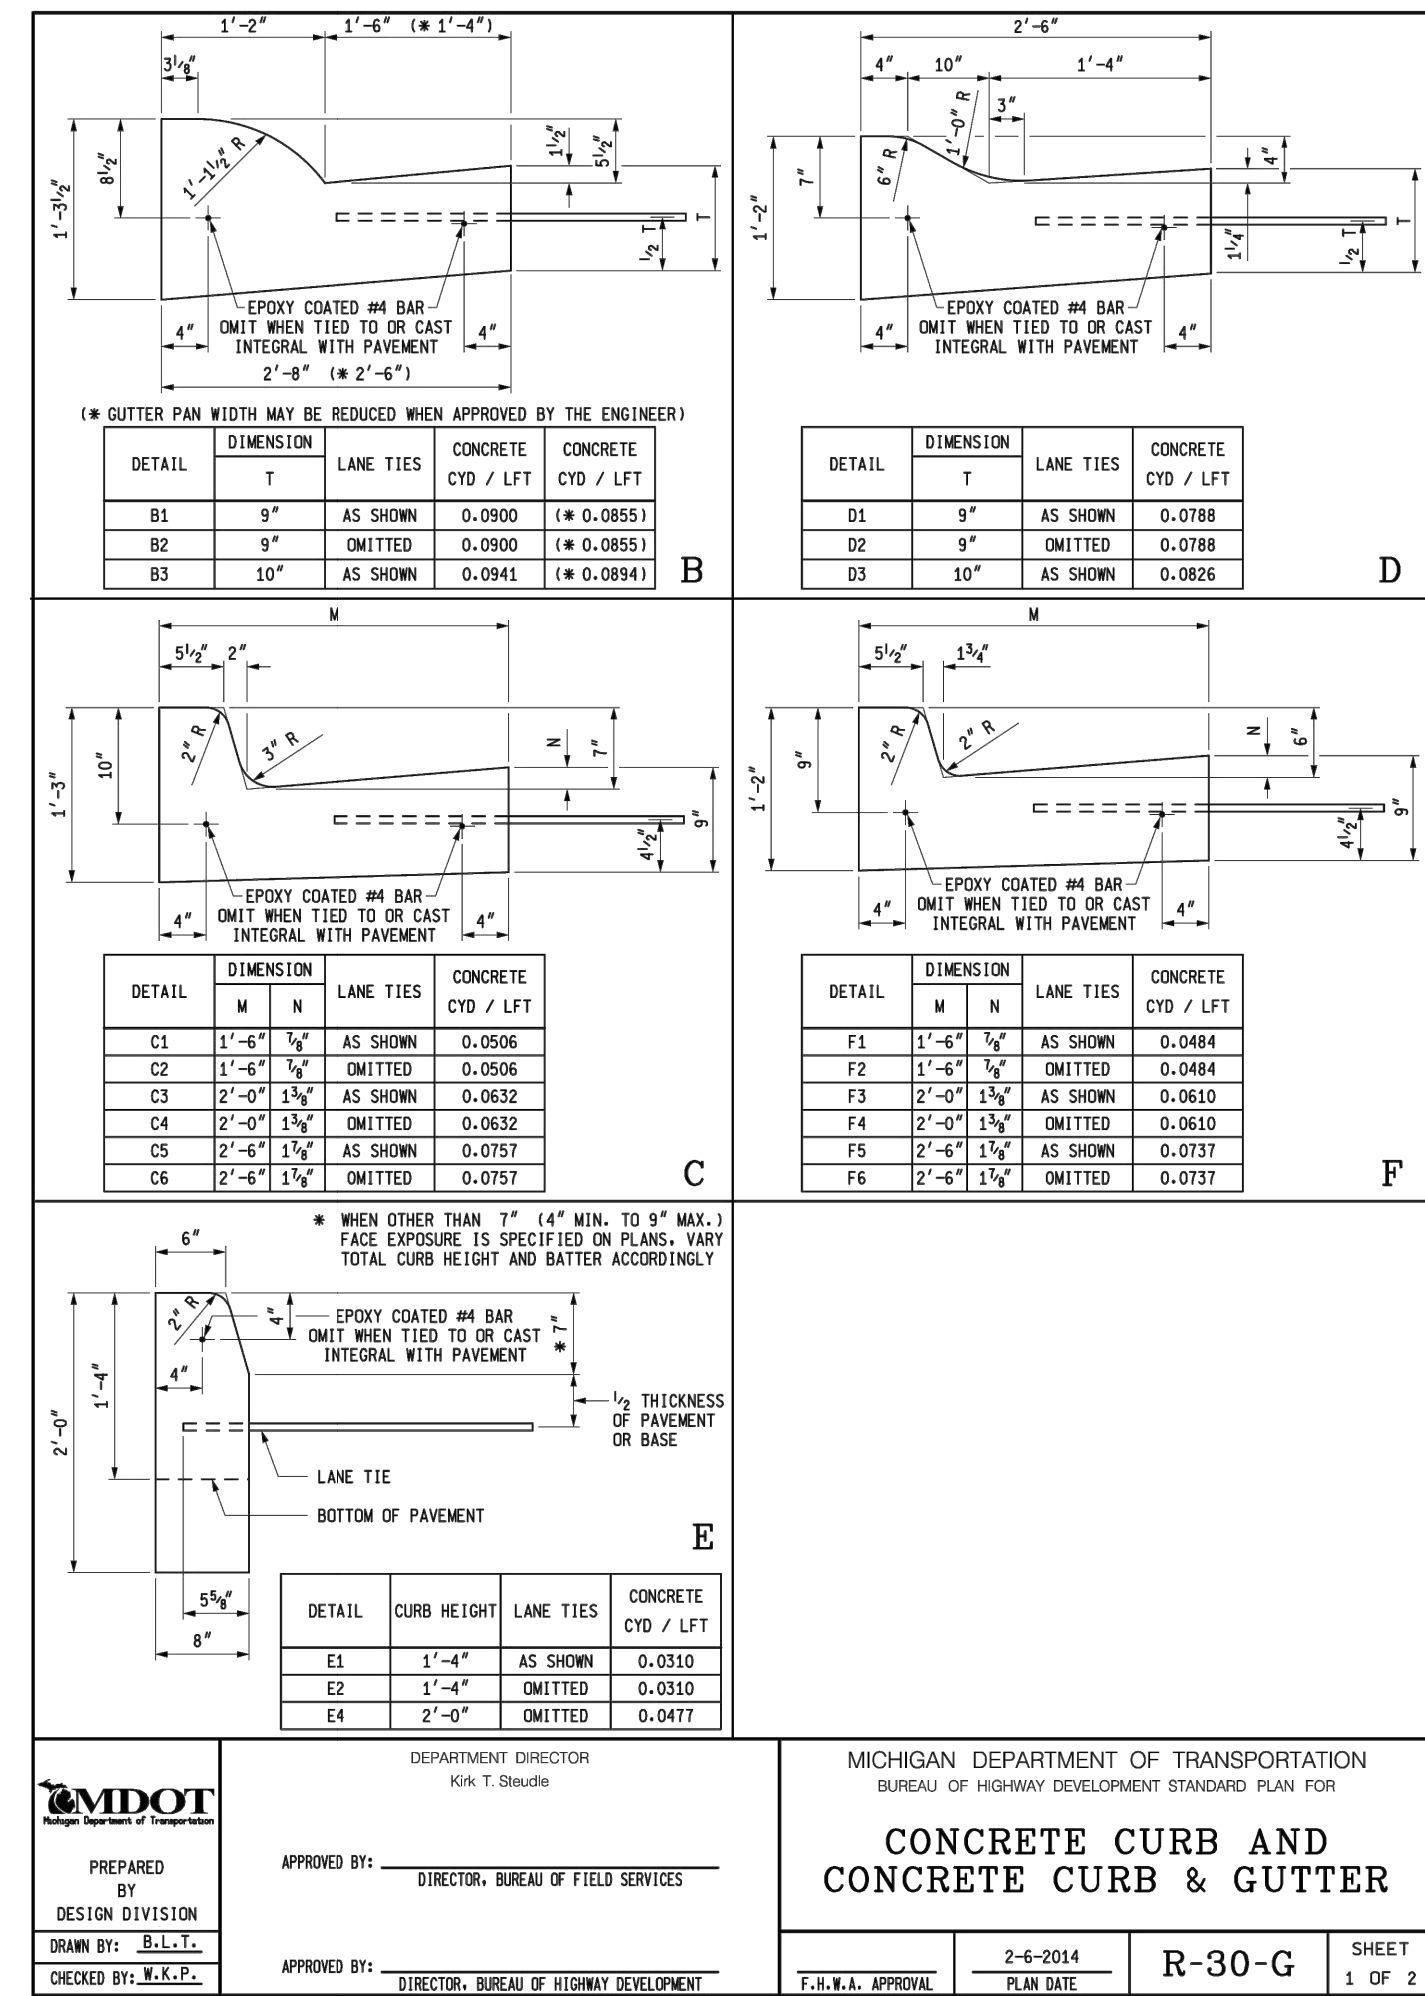 1'-2" 1'-6" (* 1'-4")
3 1/8"
1'-3 1/2"
8 1/2"
1'-1 1/2" R
1 1/2"
5 1/2"
T
1/2 T
EPOXY COATED #4 BAR
OMIT WHEN TIED TO OR CAST
INTEGRAL WITH PAVEMENT
4" 4"
2'-8" (* 2'-6")
(* GUTTER PAN WIDTH MAY BE REDUCED WHEN APPROVED BY THE ENGINEER)
DETAIL DIMENSION T LANE TIES CONCRETE CYD / LFT CONCRETE CYD / LFT
B1 9" AS SHOWN 0.0900 (* 0.0855)
B2 9" OMITTED 0.0900 (* 0.0855)
B3 10" AS SHOWN 0.0941 (* 0.0894)
B
2'-6"
4" 10" 1'-4"
3"
1'-2"
7"
6" R
1'-0" R
4"
1 1/4"
T
1/2 T
EPOXY COATED #4 BAR
OMIT WHEN TIED TO OR CAST
INTEGRAL WITH PAVEMENT
4" 4"
DETAIL DIMENSION T LANE TIES CONCRETE CYD / LFT
D1 9" AS SHOWN 0.0788
D2 9" OMITTED 0.0788
D3 10" AS SHOWN 0.0826
D
M
5 1/2" 2"
1'-3"
10"
2" R
3" R
N
7"
9"
4 1/2"
EPOXY COATED #4 BAR
OMIT WHEN TIED TO OR CAST
INTEGRAL WITH PAVEMENT
4" 4"
DETAIL DIMENSION M N LANE TIES CONCRETE CYD / LFT
C1 1'-6" 7/8" AS SHOWN 0.0506
C2 1'-6" 7/8" OMITTED 0.0506
C3 2'-0" 1 3/8" AS SHOWN 0.0632
C4 2'-0" 1 3/8" OMITTED 0.0632
C5 2'-6" 1 7/8" AS SHOWN 0.0757
C6 2'-6" 1 7/8" OMITTED 0.0757
C
M
5 1/2" 1 3/4"
1'-2"
9"
2" R
2" R
N
6"
9"
4 1/2"
EPOXY COATED #4 BAR
OMIT WHEN TIED TO OR CAST
INTEGRAL WITH PAVEMENT
4" 4"
DETAIL DIMENSION M N LANE TIES CONCRETE CYD / LFT
F1 1'-6" 7/8" AS SHOWN 0.0484
F2 1'-6" 7/8" OMITTED 0.0484
F3 2'-0" 1 3/8" AS SHOWN 0.0610
F4 2'-0" 1 3/8" OMITTED 0.0610
F5 2'-6" 1 7/8" AS SHOWN 0.0737
F6 2'-6" 1 7/8" OMITTED 0.0737
F
* WHEN OTHER THAN 7" (4" MIN. TO 9" MAX.)
FACE EXPOSURE IS SPECIFIED ON PLANS, VARY
TOTAL CURB HEIGHT AND BATTER ACCORDINGLY
6"
2" R
4"
EPOXY COATED #4 BAR
OMIT WHEN TIED TO OR CAST
INTEGRAL WITH PAVEMENT
* 7"
4"
1'-4"
2'-0"
1/2 THICKNESS
OF PAVEMENT
OR BASE
LANE TIE
BOTTOM OF PAVEMENT
5 5/8"
8"
E
DETAIL CURB HEIGHT LANE TIES CONCRETE CYD / LFT
E1 1'-4" AS SHOWN 0.0310
E2 1'-4" OMITTED 0.0310
E4 2'-0" OMITTED 0.0477
MDOT
Michigan Department of Transportation
PREPARED
BY
DESIGN DIVISION
DRAWN BY: B.L.T.
CHECKED BY: W.K.P.
DEPARTMENT DIRECTOR
Kirk T. Steudle
APPROVED BY:
DIRECTOR, BUREAU OF FIELD SERVICES
APPROVED BY:
DIRECTOR, BUREAU OF HIGHWAY DEVELOPMENT
MICHIGAN DEPARTMENT OF TRANSPORTATION
BUREAU OF HIGHWAY DEVELOPMENT STANDARD PLAN FOR
CONCRETE CURB AND
CONCRETE CURB & GUTTER
F.H.W.A. APPROVAL
2-6-2014
PLAN DATE
R-30-G
SHEET
1 OF 2